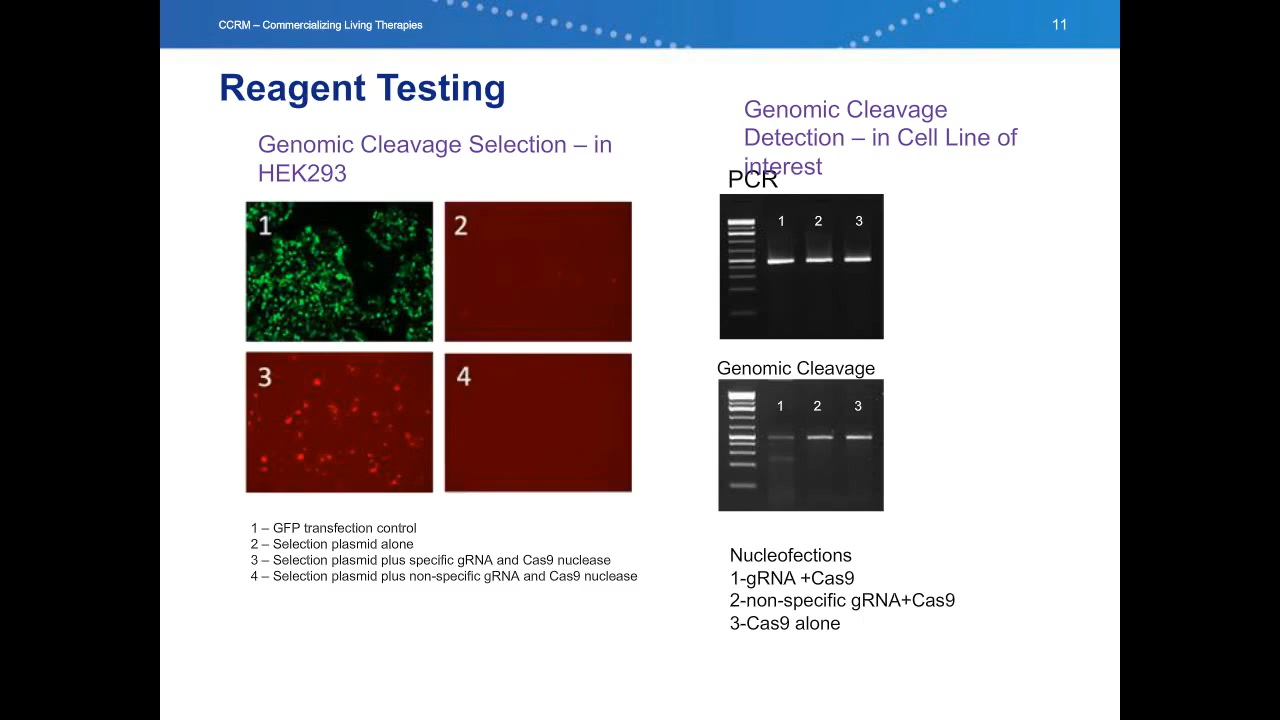 CCRM – Commercializing Living Therapies
11
Reagent Testing
Genomic Cleavage Selection – in
HEK293
1
2
3
4
1 – GFP transfection control
2 – Selection plasmid alone
3 – Selection plasmid plus specific gRNA and Cas9 nuclease
4 – Selection plasmid plus non-specific gRNA and Cas9 nuclease
Genomic Cleavage
Detection – in Cell Line of
interest
PCR
1 2 3
Genomic Cleavage
1 2 3
Nucleofections
1-gRNA +Cas9
2-non-specific gRNA+Cas9
3-Cas9 alone